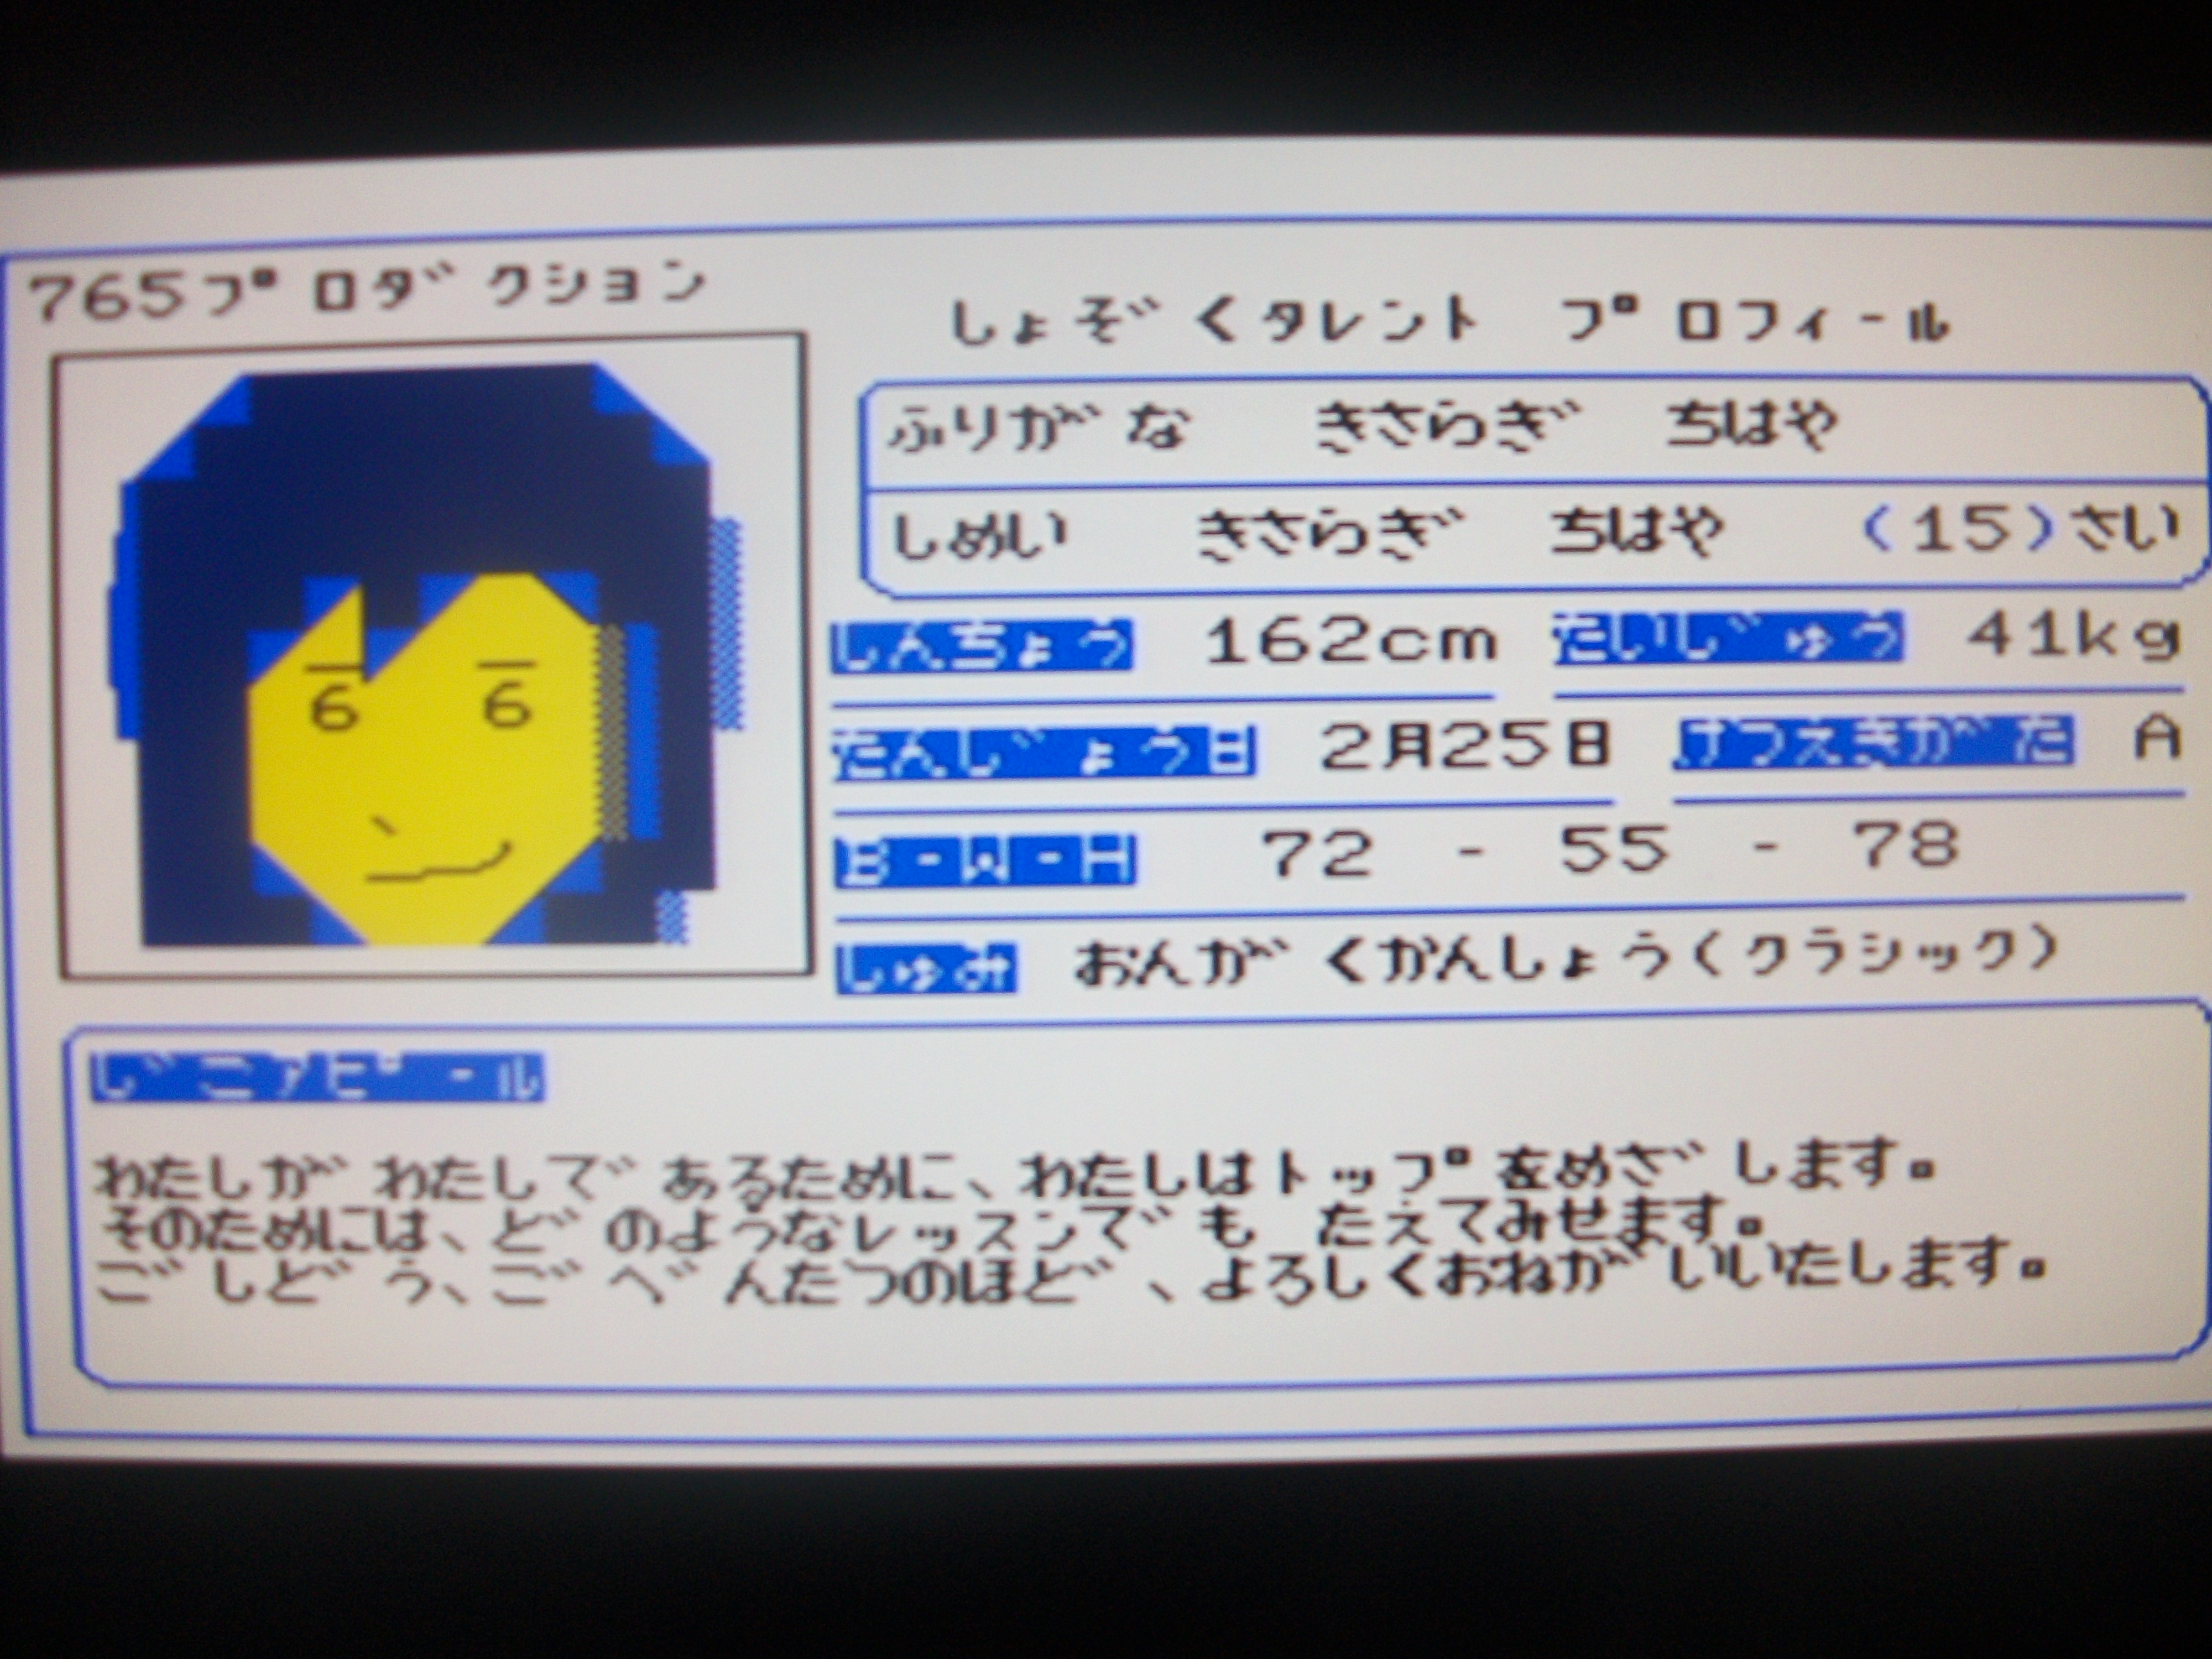 765プロダクション
しょぞくタレント プロフィール
ふりがな きさらぎ ちはや
しめい きさらぎ ちはや (15)さい
しんちょう 162cm たいじゅう 41kg
たんじょう日 2月25日 けつえきがた A
B-W-H 72 - 55 - 78
しゅみ おんがくかんしょう(クラシック)
じこアピール
わたしが わたしで あるために、わたしはトップをめざします。
そのためには、どのようなレッスンでも たえてみせます。
ごしどう、ごべんたつのほど、よろしくおねがいいたします。
6 6